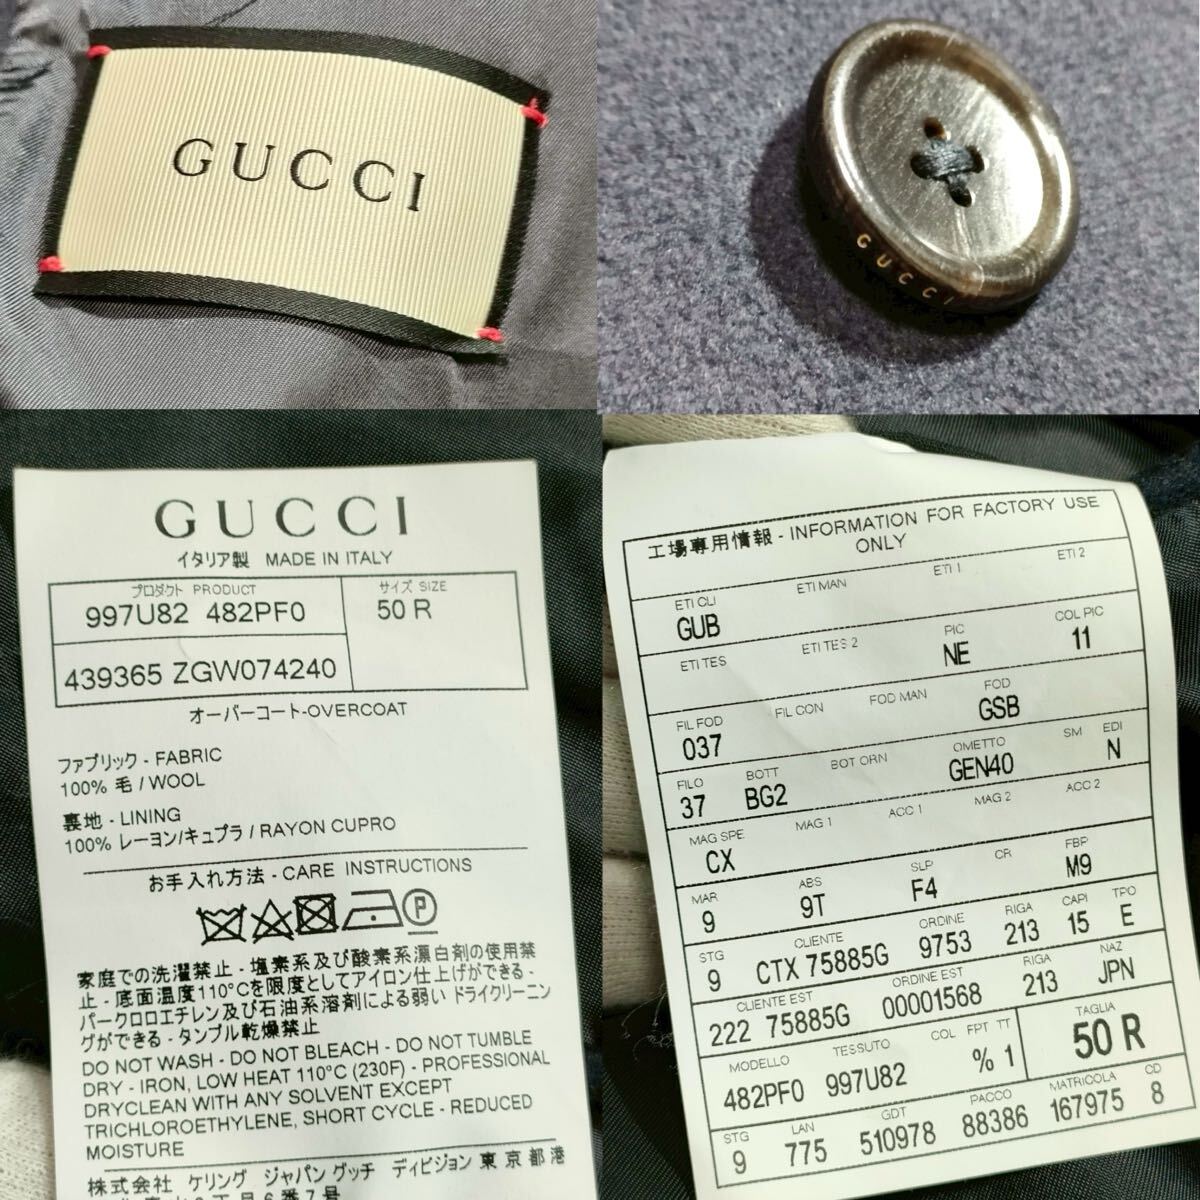 GUCCI
GUCCI
GUCCI
イタリア製 MADE IN ITALY
プロダクト PRODUCT
サイズ SIZE
997U82 482PF0
50 R
439365 ZGW074240
オーバーコート-OVERCOAT
ファブリック - FABRIC
100% 毛 / WOOL
裏地 - LINING
100% レーヨン/キュプラ / RAYON CUPRO
お手入れ方法 - CARE INSTRUCTIONS
P
家庭での洗濯禁止 - 塩素系及び酸素系漂白剤の使用禁
止 - 底面温度110°Cを限度としてアイロン仕上げができる -
パークロロエチレン及び石油系溶剤による弱い ドライクリーニン
グができる - タンブル乾燥禁止
DO NOT WASH - DO NOT BLEACH - DO NOT TUMBLE
DRY - IRON, LOW HEAT 110°C (230F) - PROFESSIONAL
DRYCLEAN WITH ANY SOLVENT EXCEPT
TRICHLOROETHYLENE, SHORT CYCLE - REDUCED
MOISTURE
株式会社 ケリング ジャパン グッチ ディビジョン 東京都港
6番7号
工場専用情報 - INFORMATION FOR FACTORY USE
ONLY
ETI CLI ETI MAN ETI 1 ETI 2
GUB
ETI TES ETI TES 2 PIC COL PIC
NE 11
FIL FOD FIL CON FOD MAN FOD
037 GSB
FILO BOTT BOT ORN OMETTO SM EDI
37 BG2 GEN40 N
MAG SPE MAG 1 ACC 1 MAG 2 ACC 2
CX
MAR ABS SLP CR FBP
9 9T F4 M9
STG CLIENTE ORDINE RIGA CAPI TPO
9 CTX 75885G 9753 213 15 E
CLIENTE EST ORDINE EST RIGA NAZ
222 75885G 00001568 213 JPN
MODELLO TESSUTO COL FPT TT TAGLIA
482PF0 997U82 % 1 50 R
STG LAN GDT PACCO MATRICOLA CD
9 775 510978 88386 167975 8